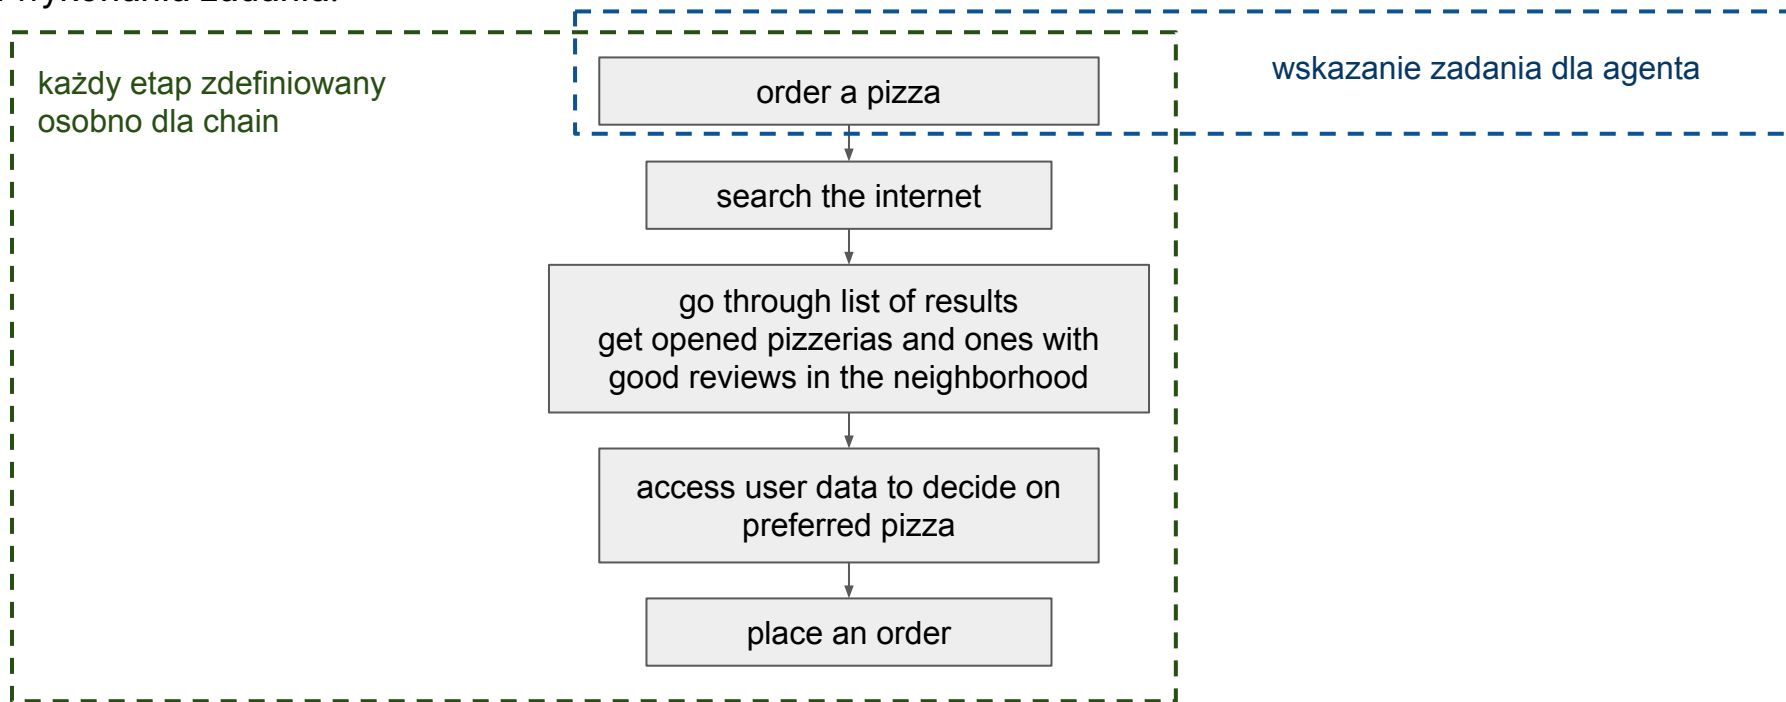 wykonania zadania.
każdy etap zdefiniowany
osobno dla chain
order a pizza
wskazanie zadania dla agenta
search the internet
go through list of results
get opened pizzerias and ones with
good reviews in the neighborhood
access user data to decide on
preferred pizza
place an order